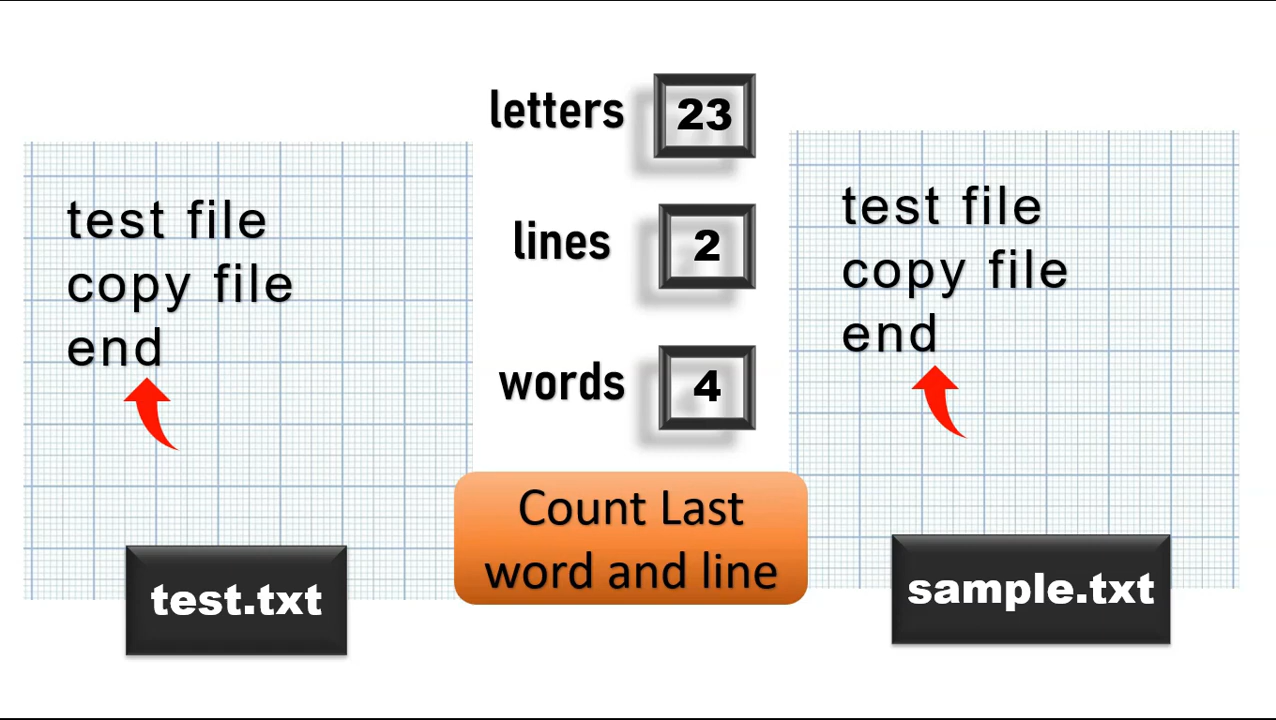 test file
copy file
end
test.txt
letters 23
lines 2
words 4
Count Last
word and line
test file
copy file
end
sample.txt